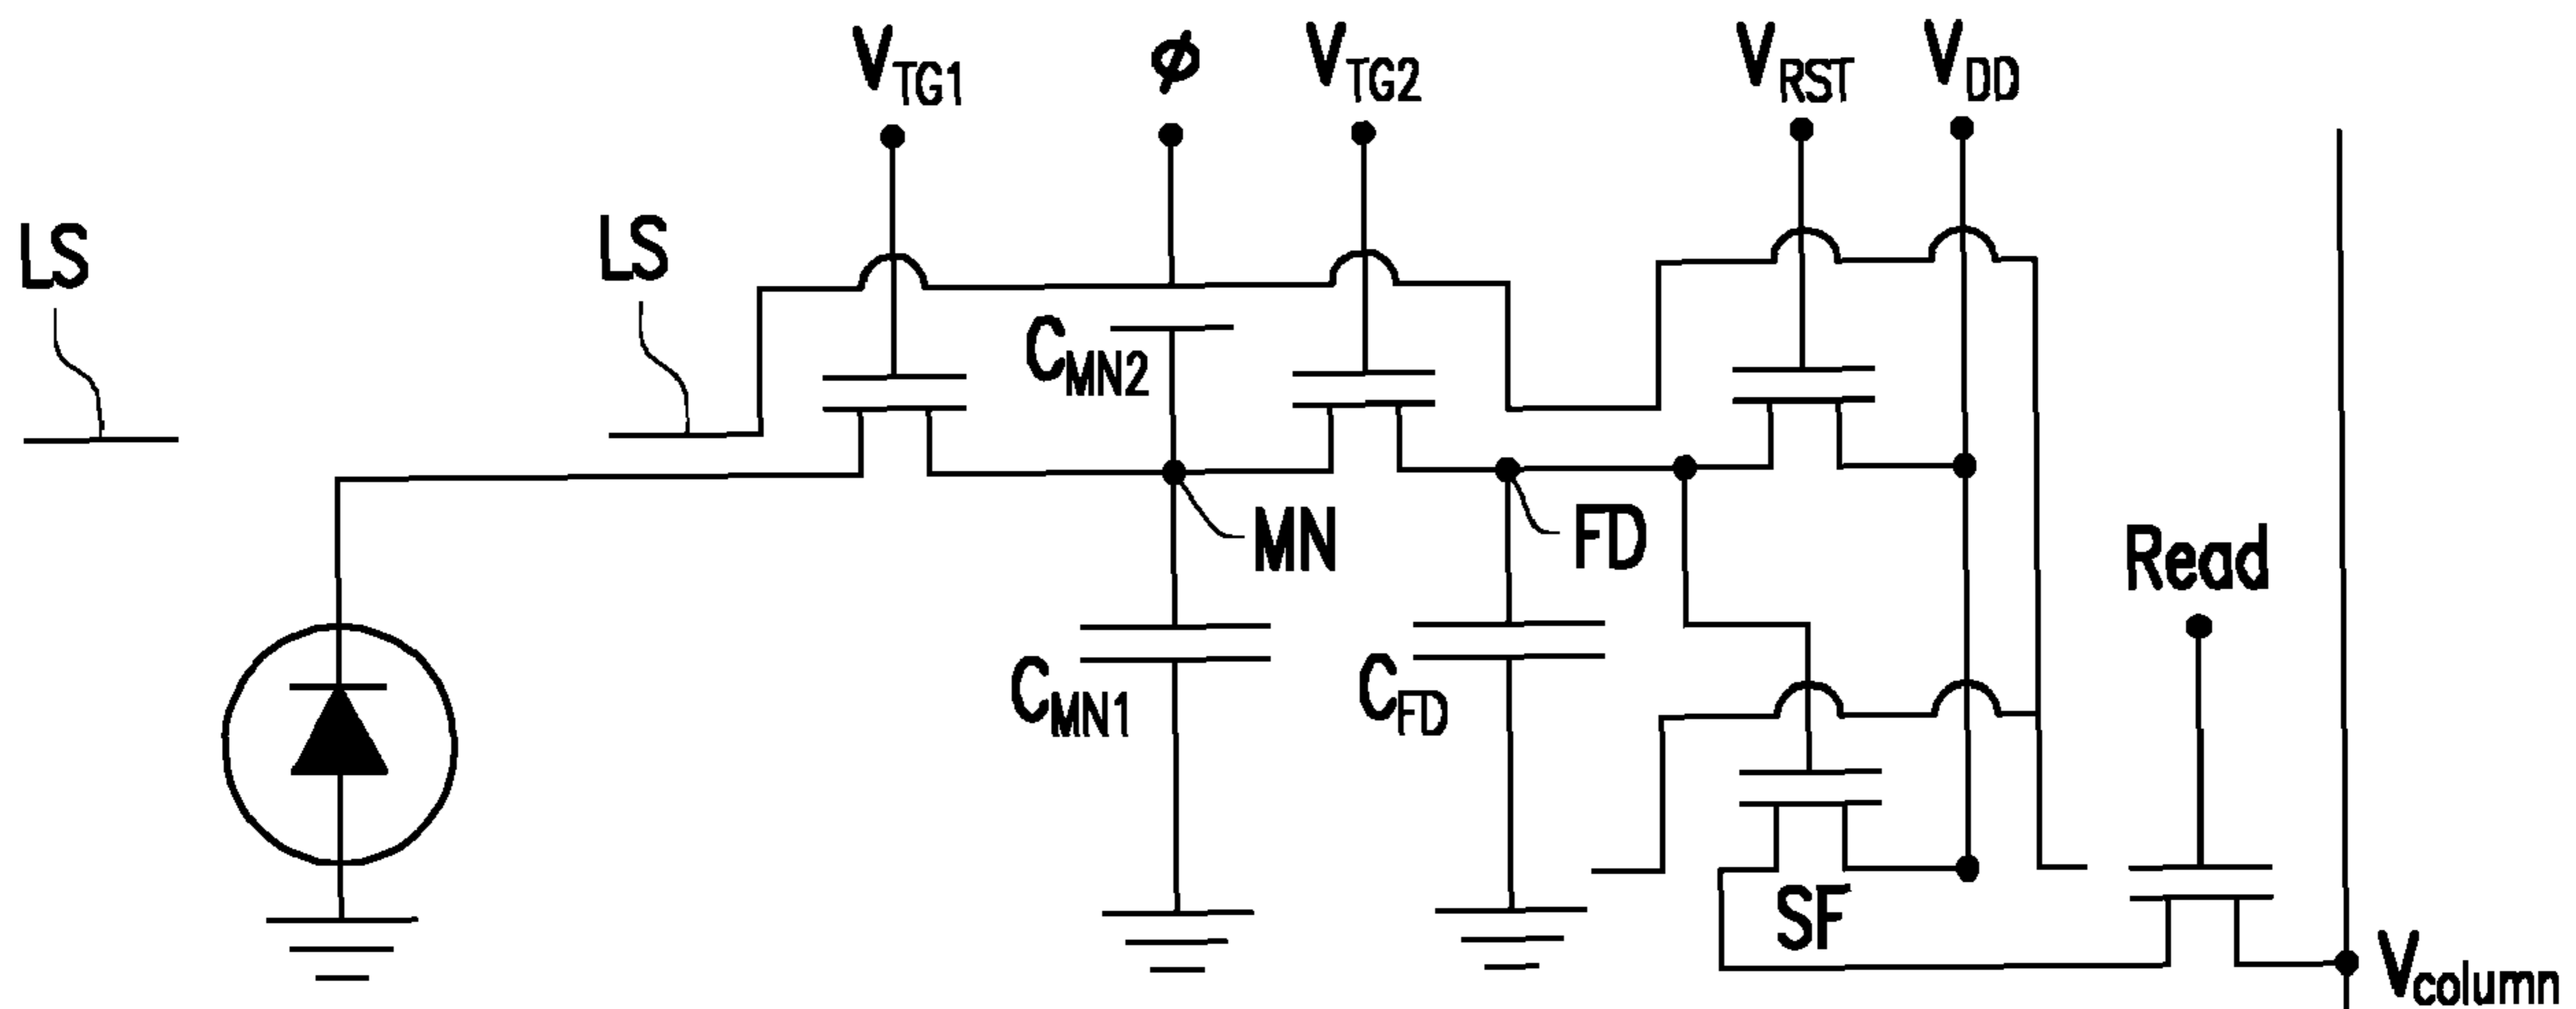 V_TG1
ϕ
V_TG2
V_RST
V_DD
LS
LS
C_MN2
MN
FD
Read
C_MN1
C_FD
SF
V_column